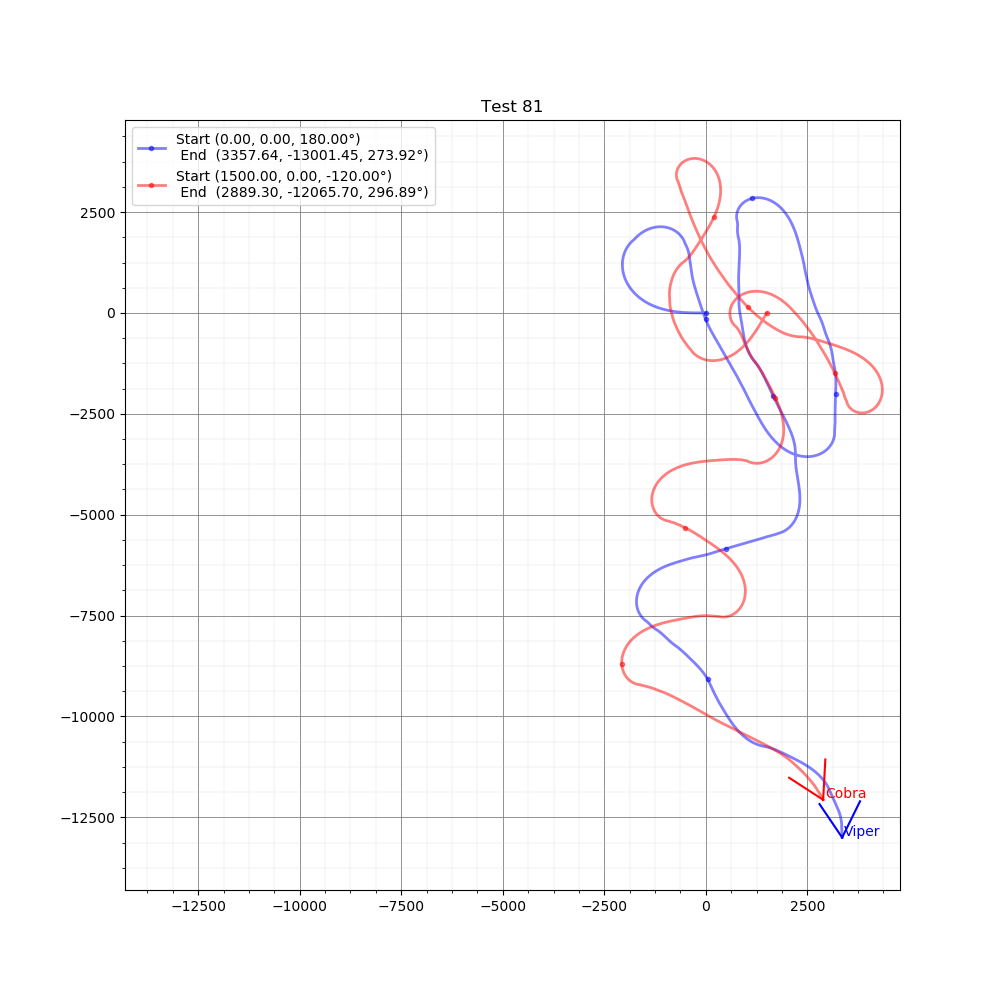 Test 81
Start (0.00, 0.00, 180.00°)
End (3357.64, -13001.45, 273.92°)
Start (1500.00, 0.00, -120.00°)
End (2889.30, -12065.70, 296.89°)
2500
0
−2500
−5000
−7500
−10000
−12500
Cobra
Viper
−12500 −10000 −7500 −5000 −2500 0 2500